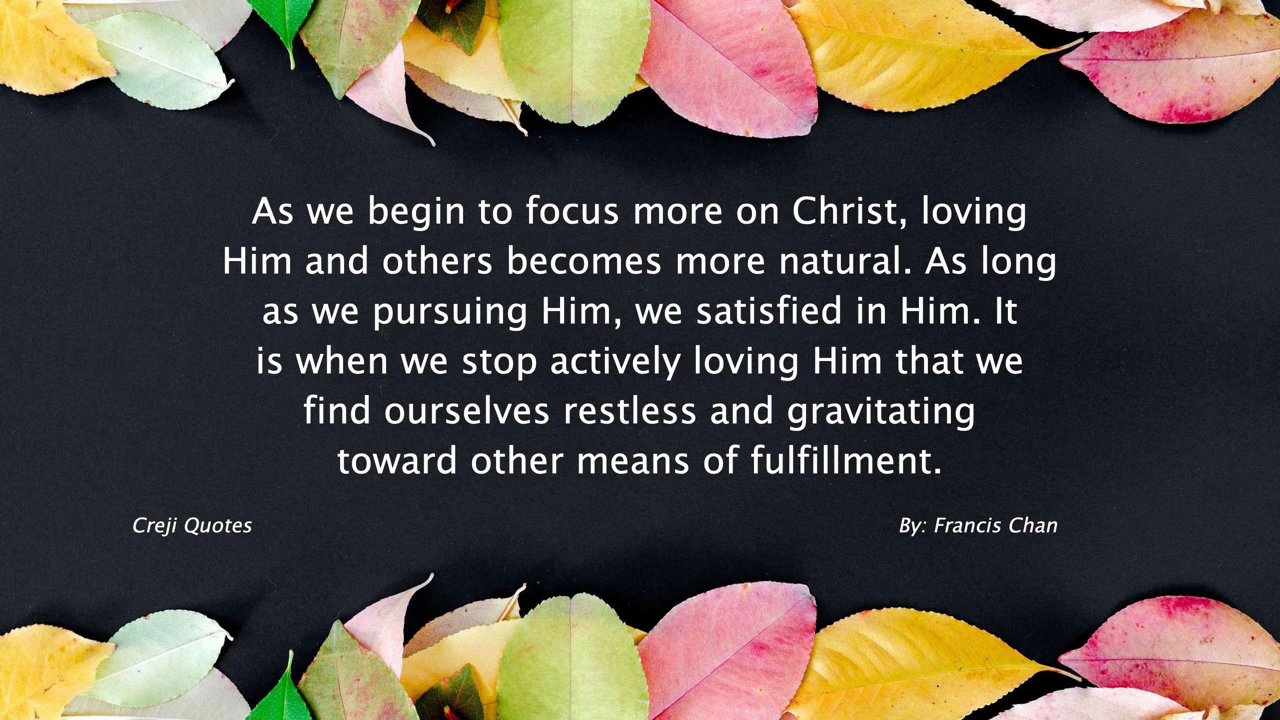 As we begin to focus more on Christ, loving
Him and others becomes more natural. As long
as we pursuing Him, we satisfied in Him. It
is when we stop actively loving Him that we
find ourselves restless and gravitating
toward other means of fulfillment.
Creji Quotes
By: Francis Chan